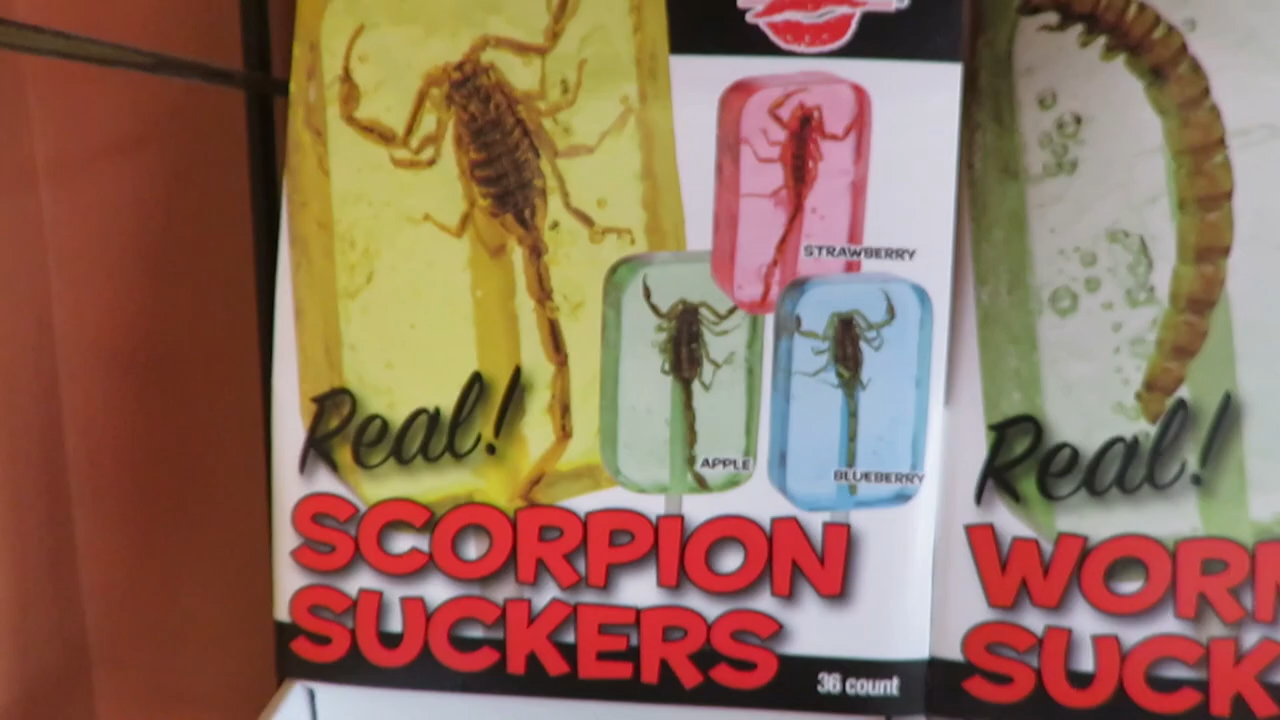 STRAWBERRY
APPLE
BLUEBERRY
Real!
SCORPION
SUCKERS
36 count
Real!